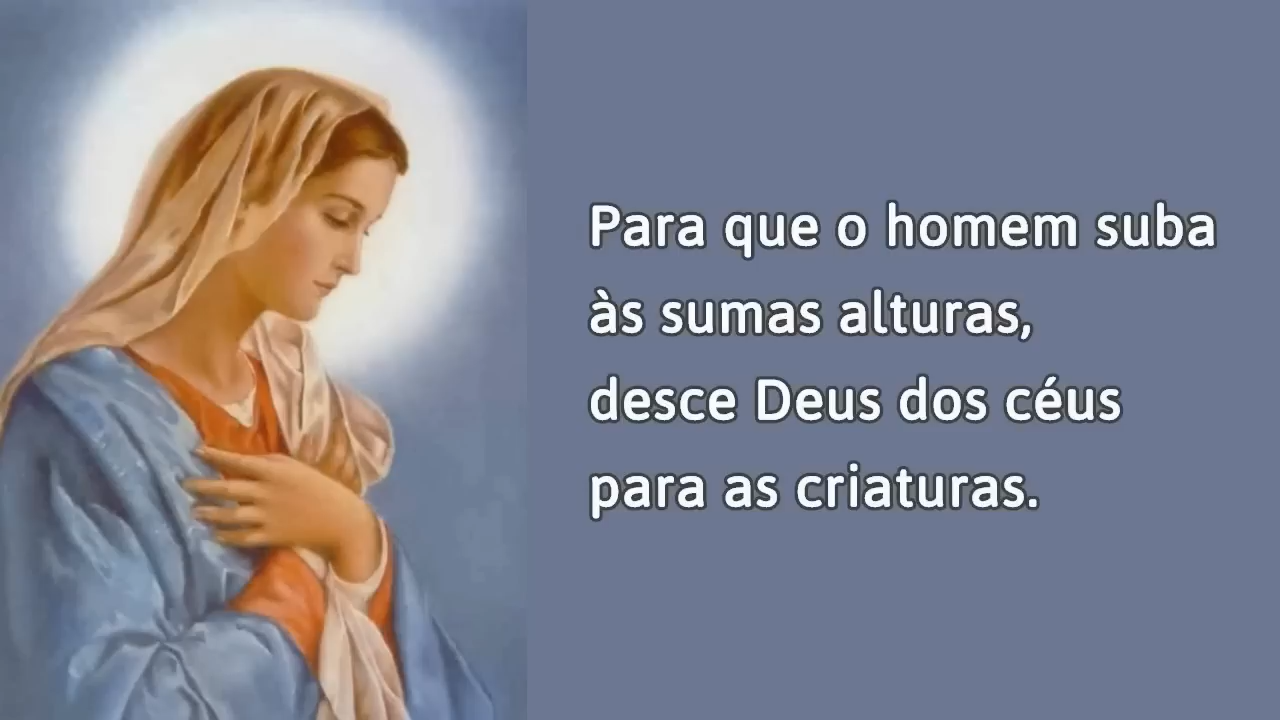 Para que o homem suba
às sumas alturas,
desce Deus dos céus
para as criaturas.